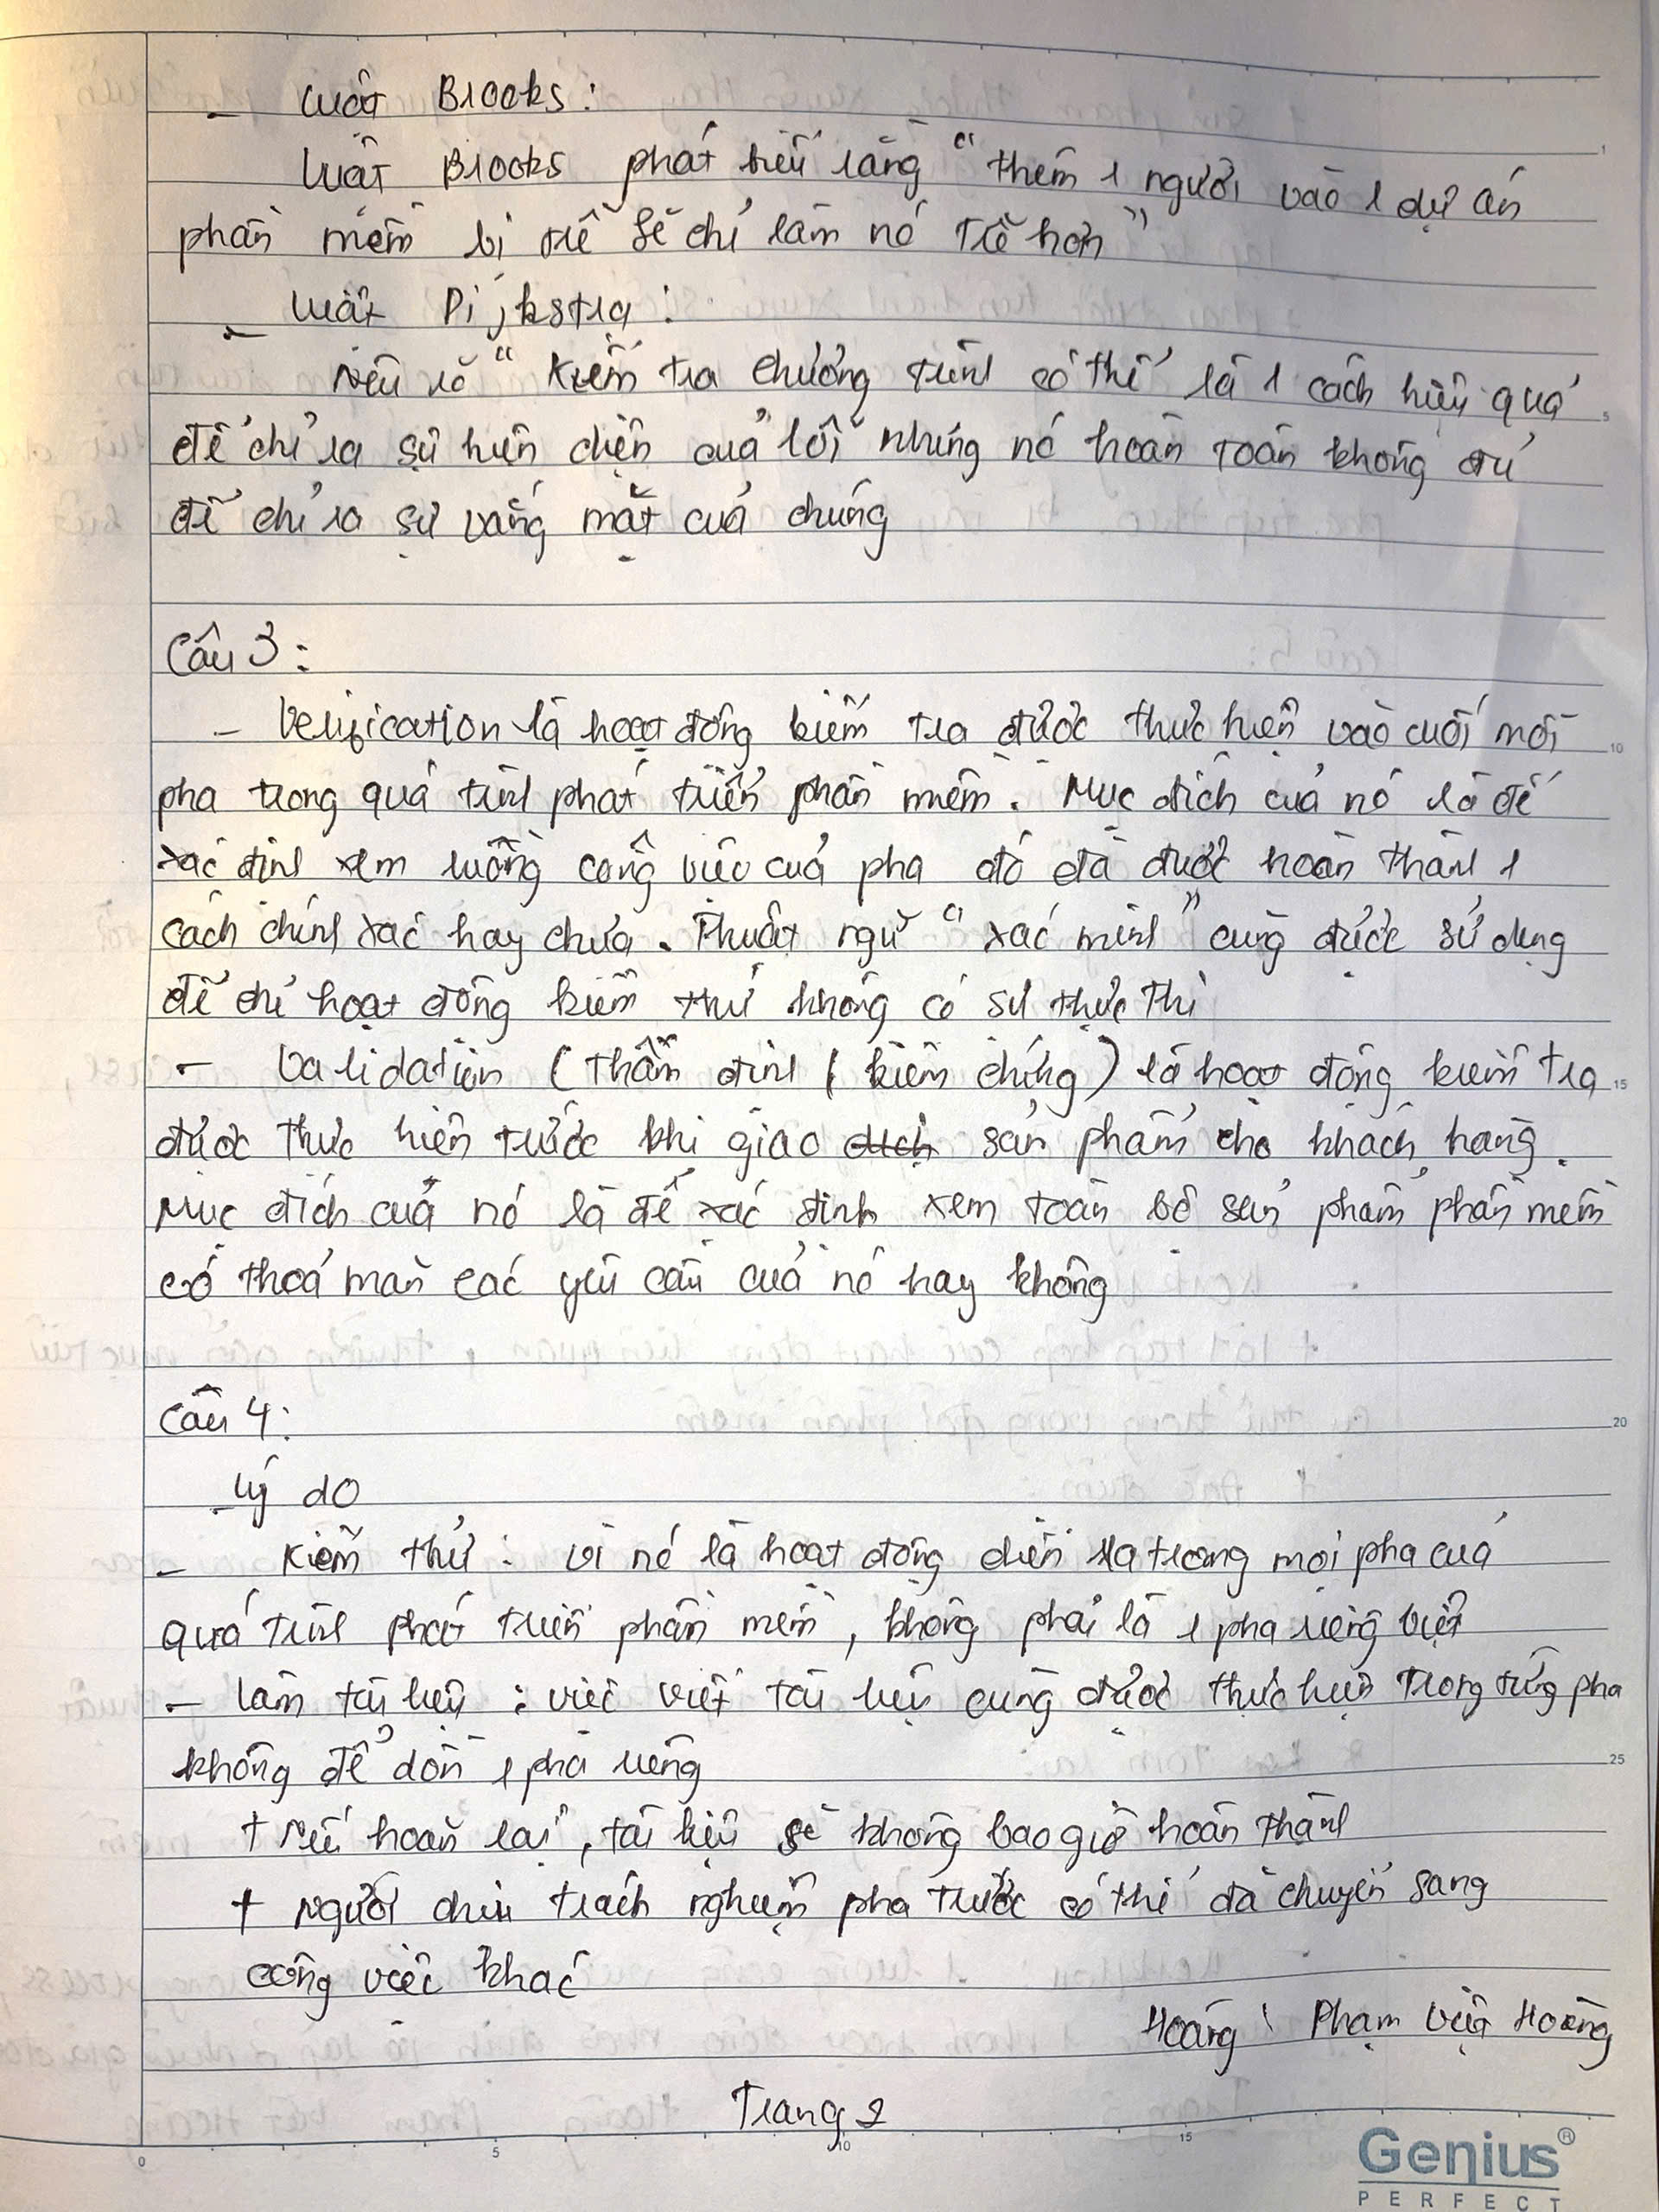 - Luật Brooks:
Luật Brooks phát biểu rằng "thêm 1 người vào 1 dự án
phần mềm bị trễ sẽ chỉ làm nó trễ hơn"
- Luật Dijkstra:
Nêu rõ "Kiểm tra chương trình có thể là 1 cách hiệu quả
để chỉ ra sự hiện diện của lỗi nhưng nó hoàn toàn không đủ
để chỉ ra sự vắng mặt của chúng
Câu 3:
- Verification là hoạt động kiểm tra được thực hiện vào cuối mỗi
pha trong quá trình phát triển phần mềm. Mục đích của nó là để
xác định xem luồng công việc của pha đó đã được hoàn thành 1
cách chính xác hay chưa. Thuật ngữ "xác minh" cũng được sử dụng
để chỉ hoạt động kiểm thử không có sự thực thi
- Validation (thẩm định / kiểm chứng) là hoạt động kiểm tra
được thực hiện trước khi giao dịch sản phẩm cho khách hàng.
Mục đích của nó là để xác định xem toàn bộ sản phẩm phần mềm
có thoả mãn các yêu cầu của nó hay không
Câu 4:
- Lý do
- Kiểm thử: vì nó là hoạt động diễn ra trong mọi pha của
quá trình phát triển phần mềm, không phải là 1 pha riêng biệt
- Làm tài liệu: việc viết tài liệu cũng được thực hiện trong từng pha
không để dồn 1 pha riêng
+ Nếu hoãn lại, tài liệu sẽ không bao giờ hoàn thành
+ Người chịu trách nghiệm pha trước có thể đã chuyển sang
công việc khác
Hoàng Phạm Việt Hoàng
Trang 2
0 5 10 15
1
5
10
15
20
25
Genius®
PERFECT